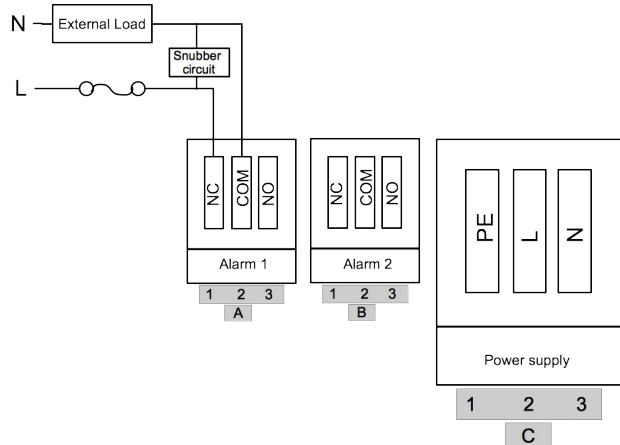 N
External Load
Snubber
circuit
L
NC
COM
NO
Alarm 1
1 2 3
A
NC
COM
NO
Alarm 2
1 2 3
B
PE
L
N
Power supply
1 2 3
C